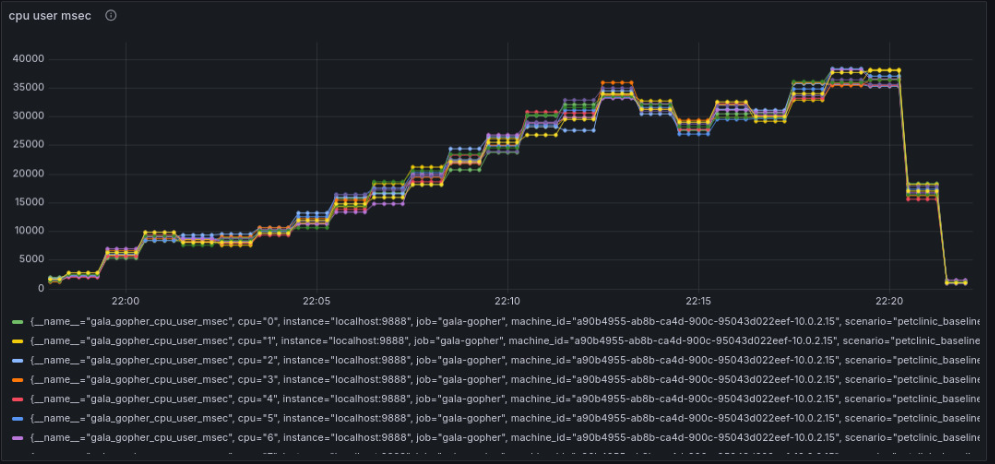 cpu user msec
40000
35000
30000
25000
20000
15000
10000
5000
0
22:00 22:05 22:10 22:15 22:20
{__name__="gala_gopher_cpu_user_msec", cpu="0", instance="localhost:9888", job="gala-gopher", machine_id="a90b4955-ab8b-ca4d-900c-95043d022eef-10.0.2.15", scenario="petclinic_baseline
{__name__="gala_gopher_cpu_user_msec", cpu="1", instance="localhost:9888", job="gala-gopher", machine_id="a90b4955-ab8b-ca4d-900c-95043d022eef-10.0.2.15", scenario="petclinic_baseline
{__name__="gala_gopher_cpu_user_msec", cpu="2", instance="localhost:9888", job="gala-gopher", machine_id="a90b4955-ab8b-ca4d-900c-95043d022eef-10.0.2.15", scenario="petclinic_baseline
{__name__="gala_gopher_cpu_user_msec", cpu="3", instance="localhost:9888", job="gala-gopher", machine_id="a90b4955-ab8b-ca4d-900c-95043d022eef-10.0.2.15", scenario="petclinic_baseline
{__name__="gala_gopher_cpu_user_msec", cpu="4", instance="localhost:9888", job="gala-gopher", machine_id="a90b4955-ab8b-ca4d-900c-95043d022eef-10.0.2.15", scenario="petclinic_baseline
{__name__="gala_gopher_cpu_user_msec", cpu="5", instance="localhost:9888", job="gala-gopher", machine_id="a90b4955-ab8b-ca4d-900c-95043d022eef-10.0.2.15", scenario="petclinic_baseline
{__name__="gala_gopher_cpu_user_msec", cpu="6", instance="localhost:9888", job="gala-gopher", machine_id="a90b4955-ab8b-ca4d-900c-95043d022eef-10.0.2.15", scenario="petclinic_baseline